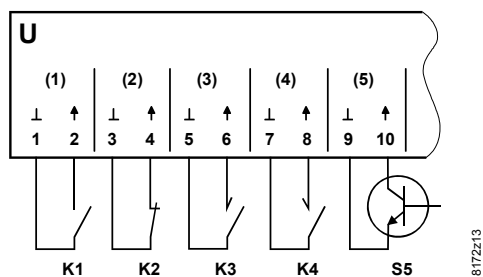 U
(1) (2) (3) (4) (5)
⊥ ↑ ⊥ ↑ ⊥ ↑ ⊥ ↑ ⊥ ↑
1 2 3 4 5 6 7 8 9 10
K1 K2 K3 K4 S5
8172z13